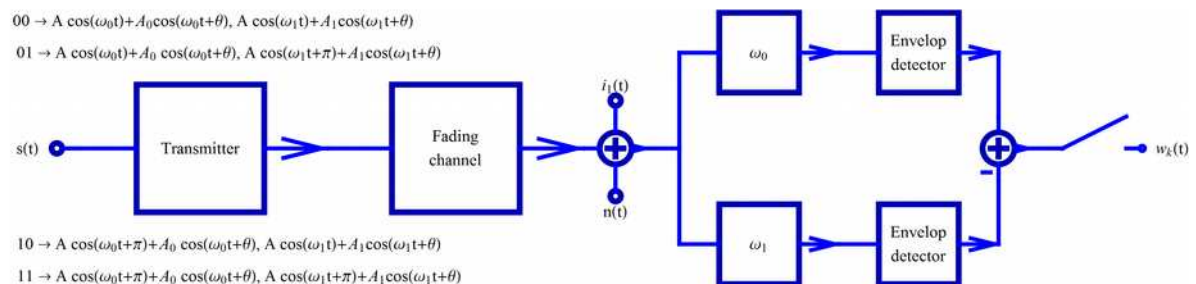 00 → A cos(ω₀t)+A₀cos(ω₀t+θ), A cos(ω₁t)+A₁cos(ω₁t+θ)
01 → A cos(ω₀t)+A₀ cos(ω₀t+θ), A cos(ω₁t+π)+A₁cos(ω₁t+θ)
s(t)
Transmitter
Fading
channel
i₁(t)
n(t)
ω₀
Envelop
detector
ω₁
Envelop
detector
wₖ(t)
10 → A cos(ω₀t+π)+A₀ cos(ω₀t+θ), A cos(ω₁t)+A₁cos(ω₁t+θ)
11 → A cos(ω₀t+π)+A₀ cos(ω₀t+θ), A cos(ω₁t+π)+A₁cos(ω₁t+θ)